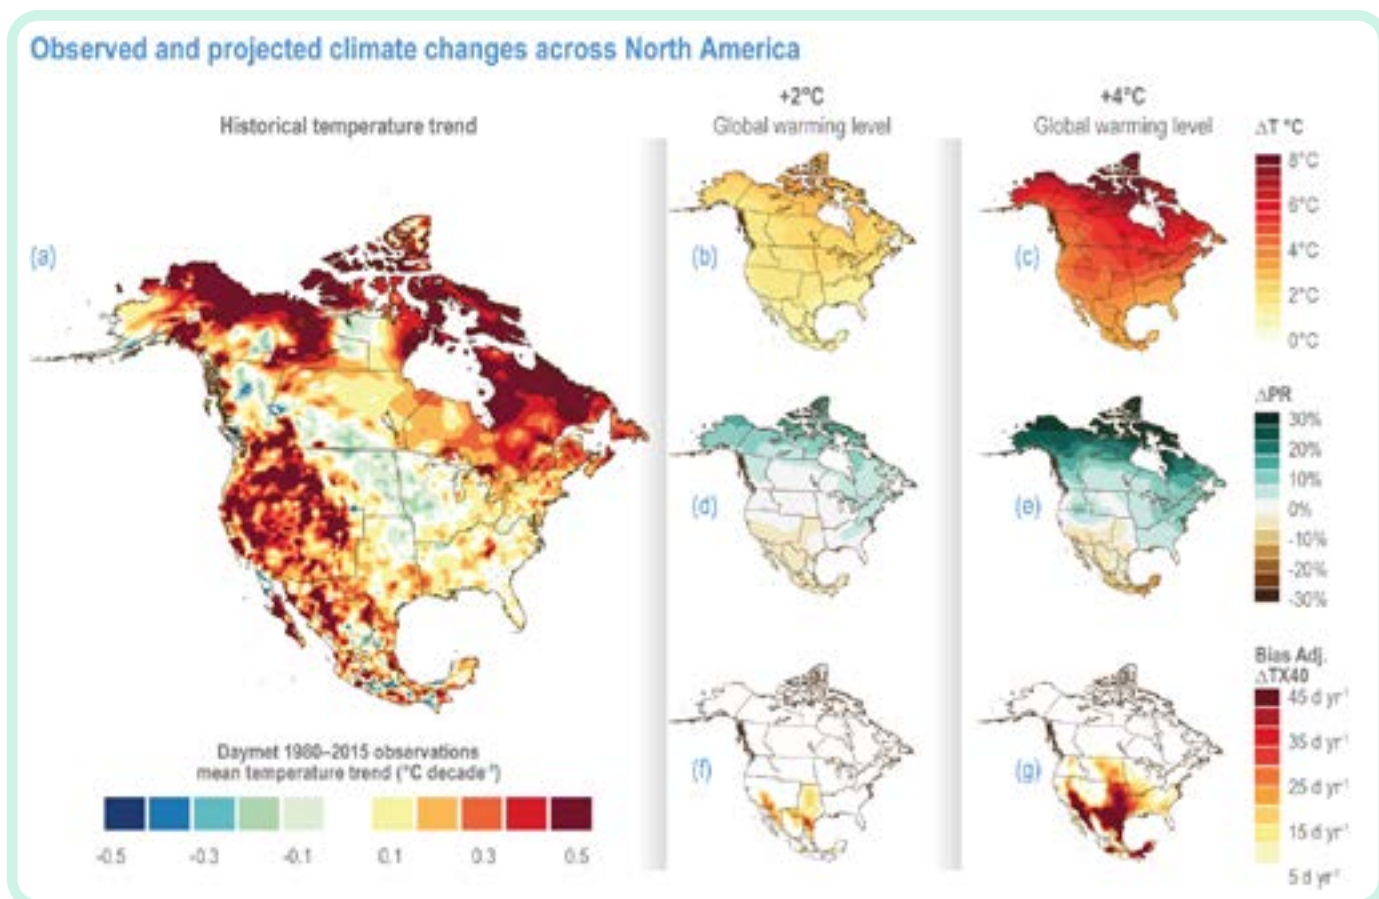 Observed and projected climate changes across North America
Historical temperature trend
+2°C
Global warming level
+4°C
Global warming level
ΔT °C
8°C
6°C
4°C
2°C
0°C
(a)
(b)
(c)
ΔPR
30%
20%
10%
0%
-10%
-20%
-30%
(d)
(e)
Bias Adj.
ΔTX40
45 d yr⁻¹
35 d yr⁻¹
25 d yr⁻¹
15 d yr⁻¹
5 d yr⁻¹
(f)
(g)
Daymet 1980–2015 observations
mean temperature trend (°C decade⁻¹)
-0.5 -0.3 -0.1 0.1 0.3 0.5